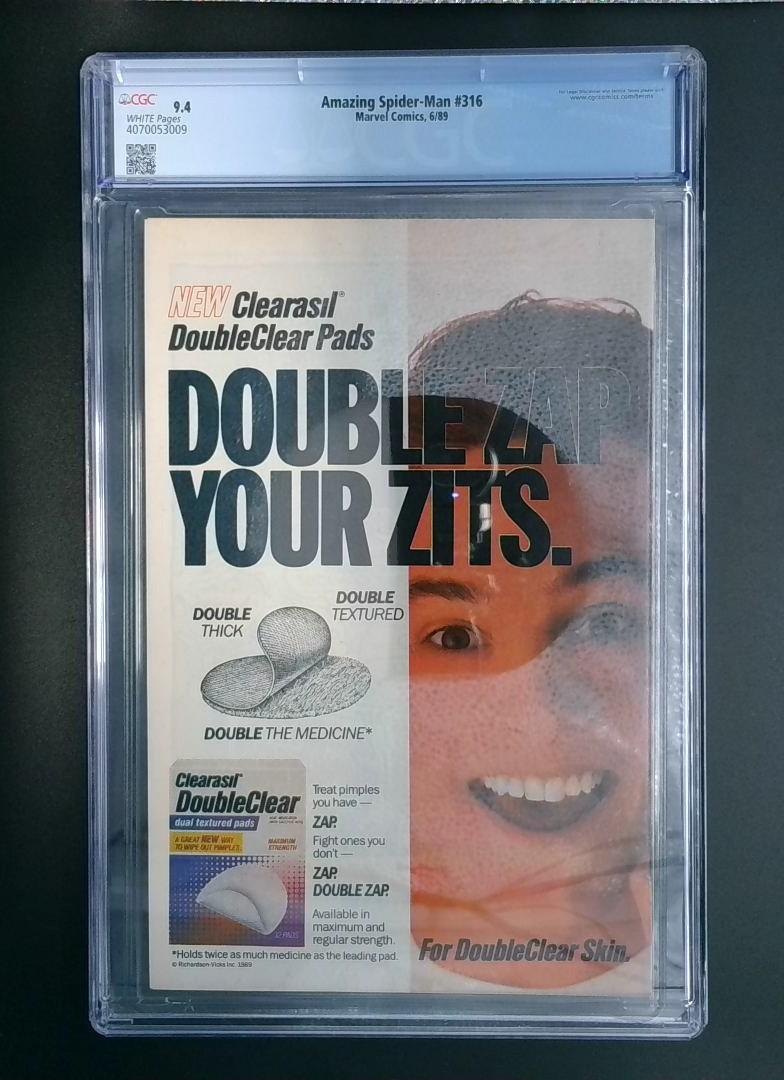 CGC 9.4
WHITE Pages
4070053009
Amazing Spider-Man #316
Marvel Comics, 6/89
www.cgccomics.com/terms
NEW Clearasil®
DoubleClear Pads
DOUBLE ZAP
YOUR ZITS.
DOUBLE
THICK
DOUBLE
TEXTURED
DOUBLE THE MEDICINE*
Clearasil®
DoubleClear
dual textured pads
A GREAT NEW WAY
TO WIPE OUT PIMPLES.
MAXIMUM
STRENGTH
32 PADS
Treat pimples
you have —
ZAP.
Fight ones you
don't —
ZAP.
DOUBLE ZAP.
Available in
maximum and
regular strength.
*Holds twice as much medicine as the leading pad.
© Richardson-Vicks Inc. 1989
For DoubleClear Skin.